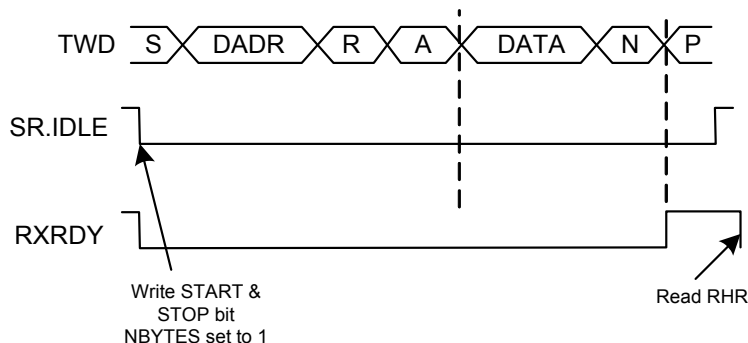 TWD S DADR R A DATA N P
SR.IDLE
RXRDY
Write START &
STOP bit
NBYTES set to 1
Read RHR